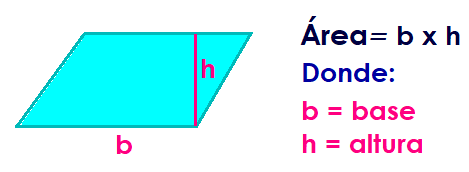 h
b
Área= b x h
Donde:
b = base
h = altura